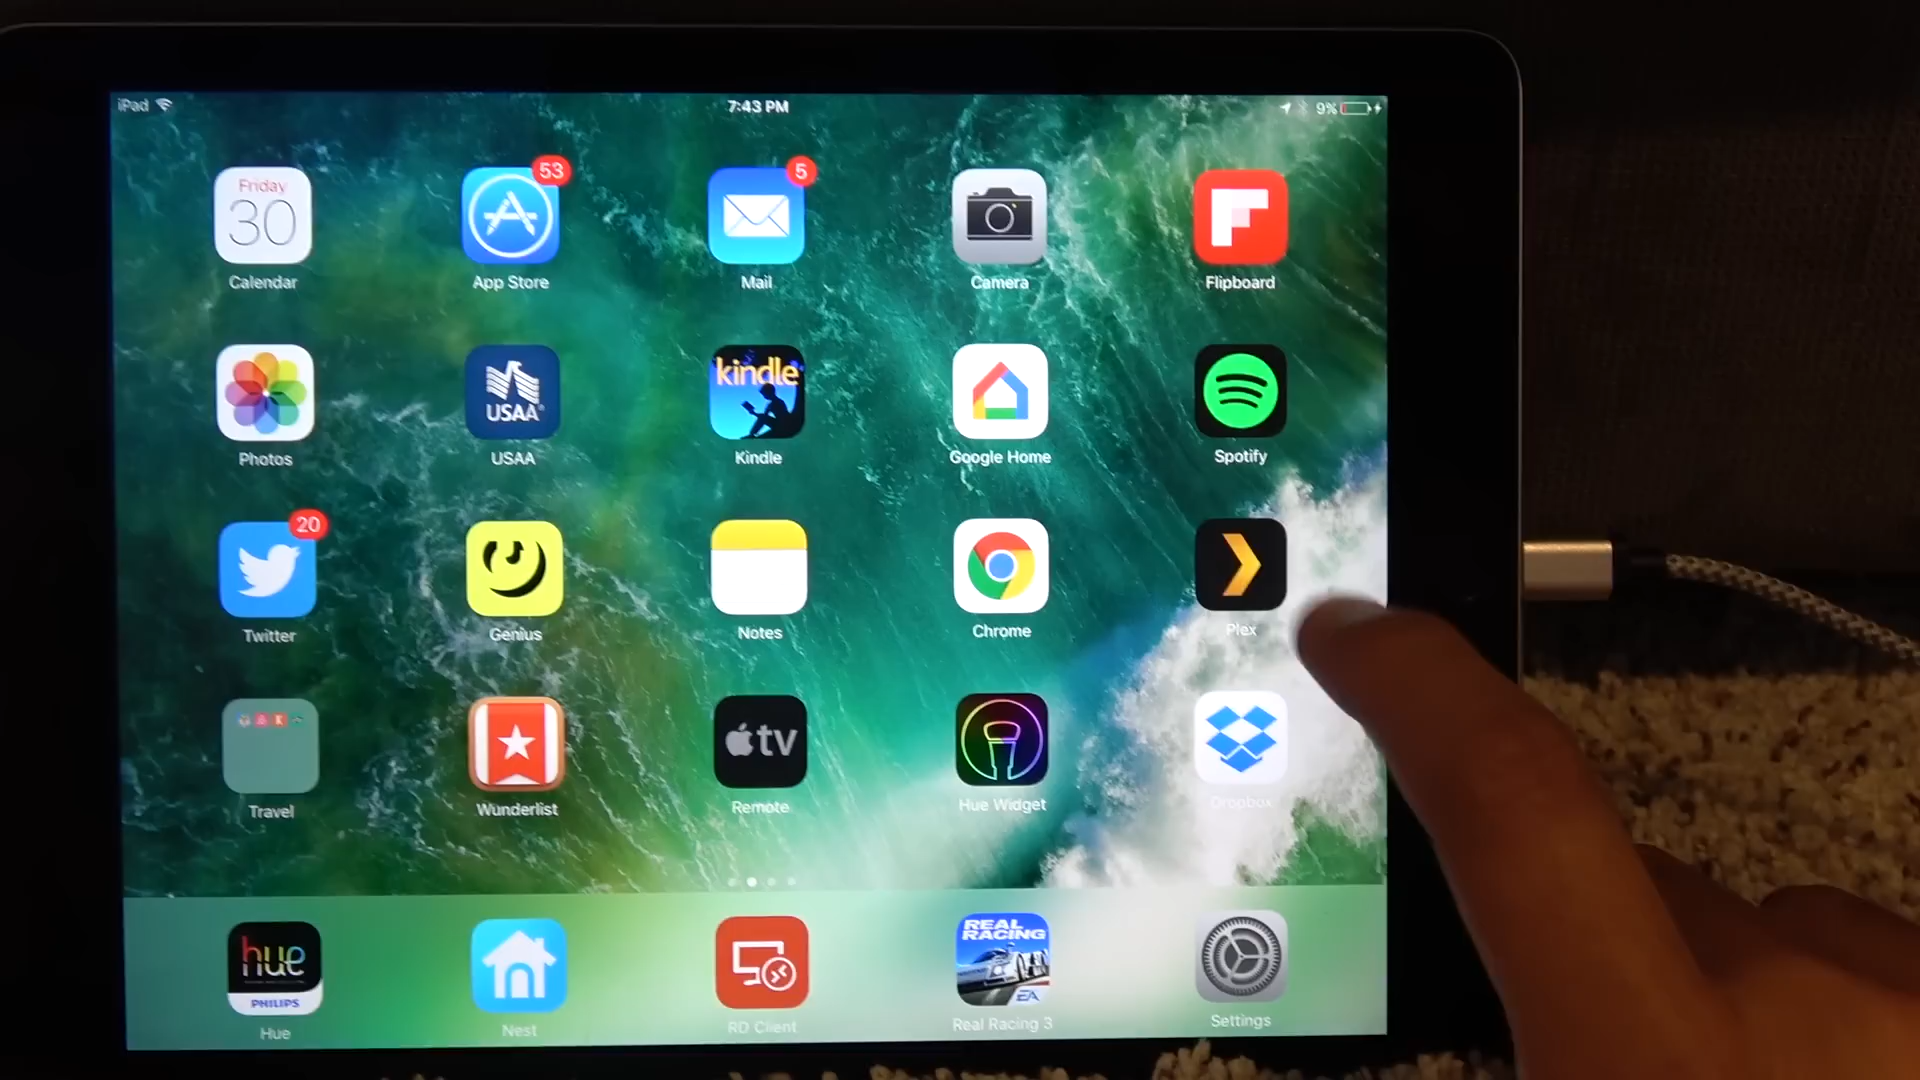 iPad 7:43 PM 9%
53 5
Friday
30
Calendar App Store Mail Camera Flipboard
kindle
USAA
Photos USAA Kindle Google Home Spotify
20
Twitter Genius Notes Chrome Plex
tv
Travel Wunderlist Remote Hue Widget Dropbox
hue
PHILIPS
REAL
RACING
EA
Hue Nest RD Client Real Racing 3 Settings